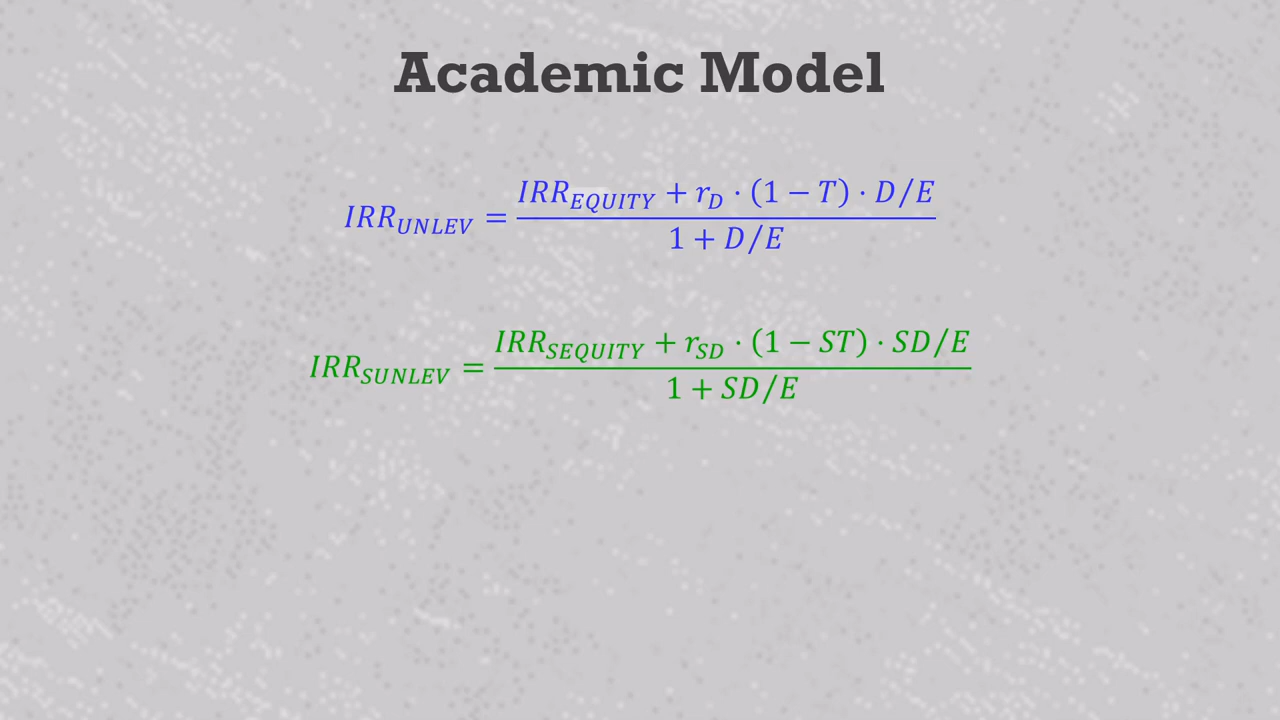 Academic Model
IRR_UNLEV = (IRR_EQUITY + r_D · (1 − T) · D/E) / (1 + D/E)
IRR_SUNLEV = (IRR_SEQUITY + r_SD · (1 − ST) · SD/E) / (1 + SD/E)